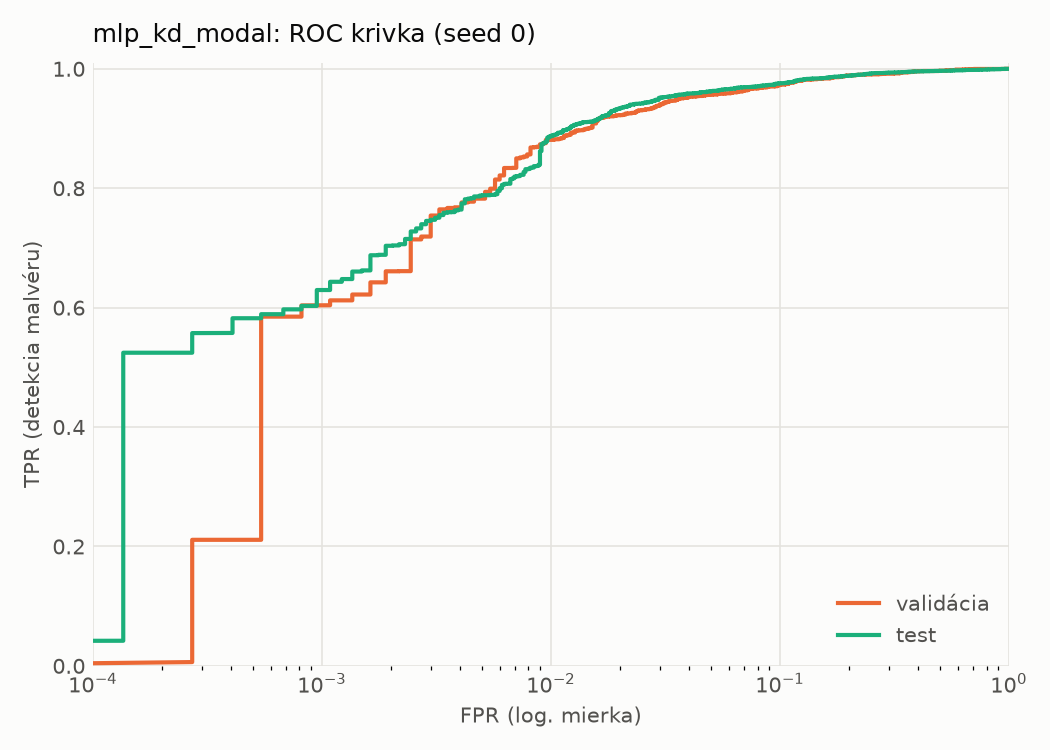 mlp_kd_modal: ROC krivka (seed 0)
TPR (detekcia malvéru)
1.0
0.8
0.6
0.4
0.2
0.0
10⁻⁴
10⁻³
10⁻²
10⁻¹
10⁰
FPR (log. mierka)
validácia
test